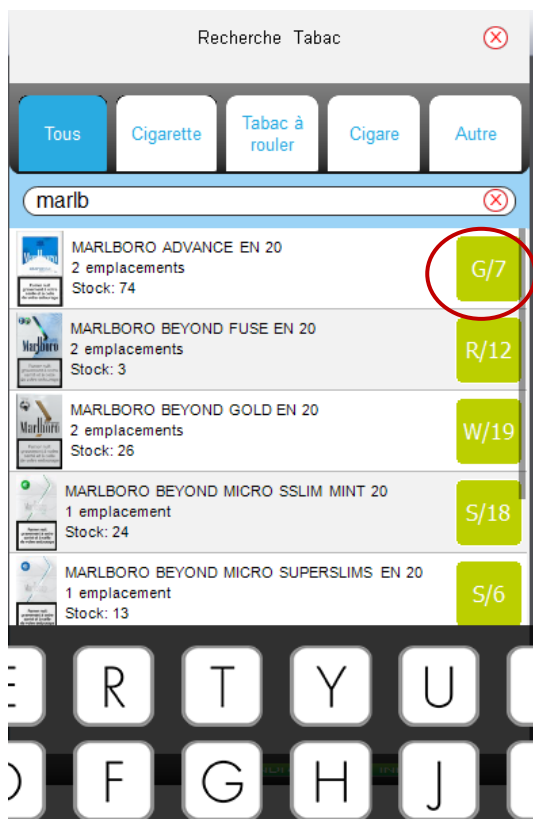 Recherche Tabac
Tous
Cigarette
Tabac à
rouler
Cigare
Autre
marlb
MARLBORO ADVANCE EN 20
2 emplacements
Stock: 74
G/7
MARLBORO BEYOND FUSE EN 20
2 emplacements
Stock: 3
R/12
Marlboro
MARLBORO BEYOND GOLD EN 20
2 emplacements
Stock: 26
W/19
Marlboro
MARLBORO BEYOND MICRO SSLIM MINT 20
1 emplacement
Stock: 24
S/18
MARLBORO BEYOND MICRO SUPERSLIMS EN 20
1 emplacement
Stock: 13
S/6
R T Y U
F G H J